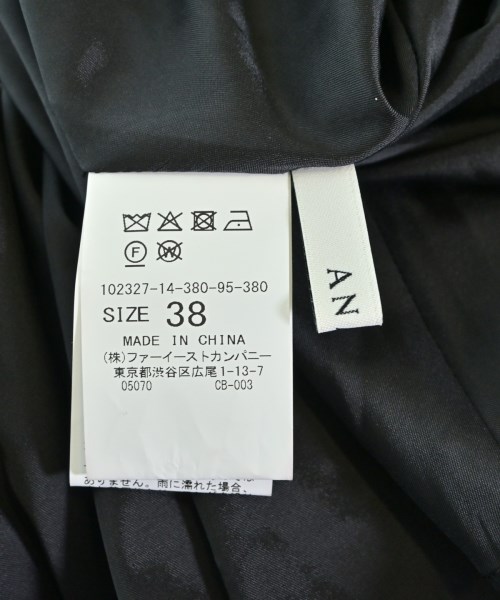 F W
102327-14-380-95-380
SIZE 38
MADE IN CHINA
(株)ファーイーストカンパニー
東京都渋谷区広尾1-13-7
05070 CB-003
ありません。雨に濡れた場合、
AN